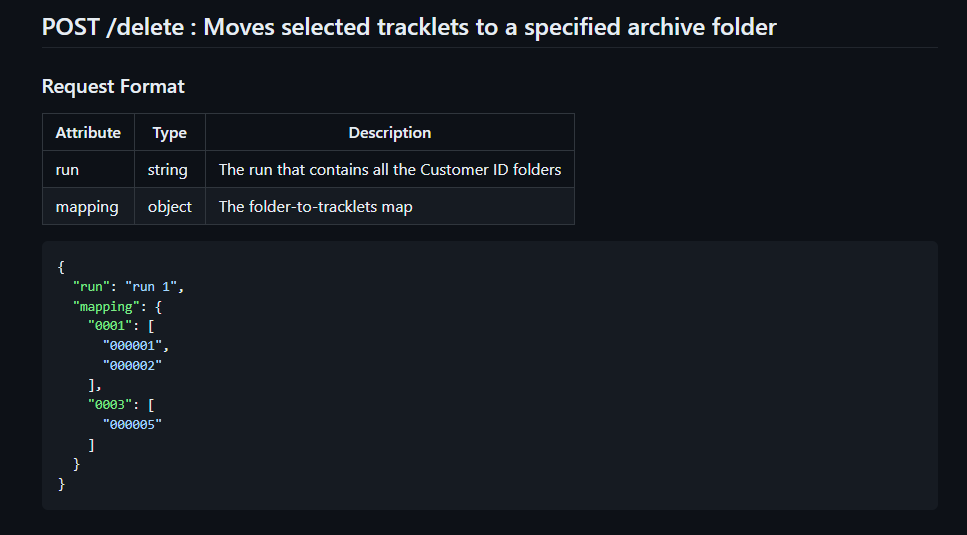 POST /delete : Moves selected tracklets to a specified archive folder
Request Format
Attribute Type Description
run string The run that contains all the Customer ID folders
mapping object The folder-to-tracklets map
{
  "run": "run 1",
  "mapping": {
    "0001": [
      "000001",
      "000002"
    ],
    "0003": [
      "000005"
    ]
  }
}